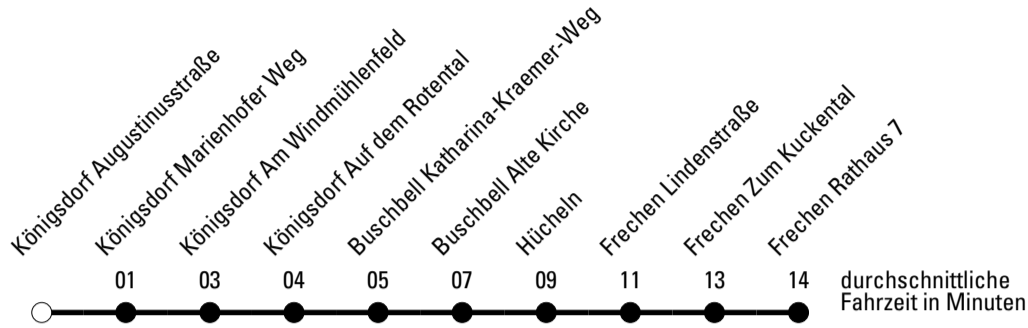 Königsdorf Augustinusstraße
Königsdorf Marienhofer Weg
Königsdorf Am Windmühlenfeld
Königsdorf Auf dem Rotental
Buschbell Katharina-Kraemer-Weg
Buschbell Alte Kirche
Hücheln
Frechen Lindenstraße
Frechen Zum Kuckental
Frechen Rathaus 7
01 03 04 05 07 09 11 13 14
durchschnittliche
Fahrzeit in Minuten